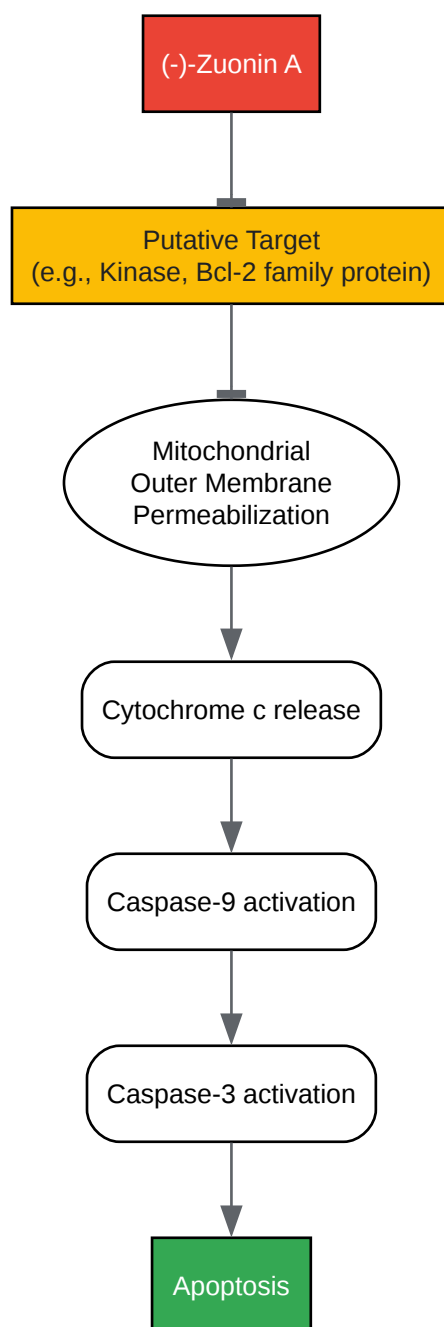 (-)-Zuonin A
Putative Target
(e.g., Kinase, Bcl-2 family protein)
Mitochondrial
Outer Membrane
Permeabilization
Cytochrome c release
Caspase-9 activation
Caspase-3 activation
Apoptosis